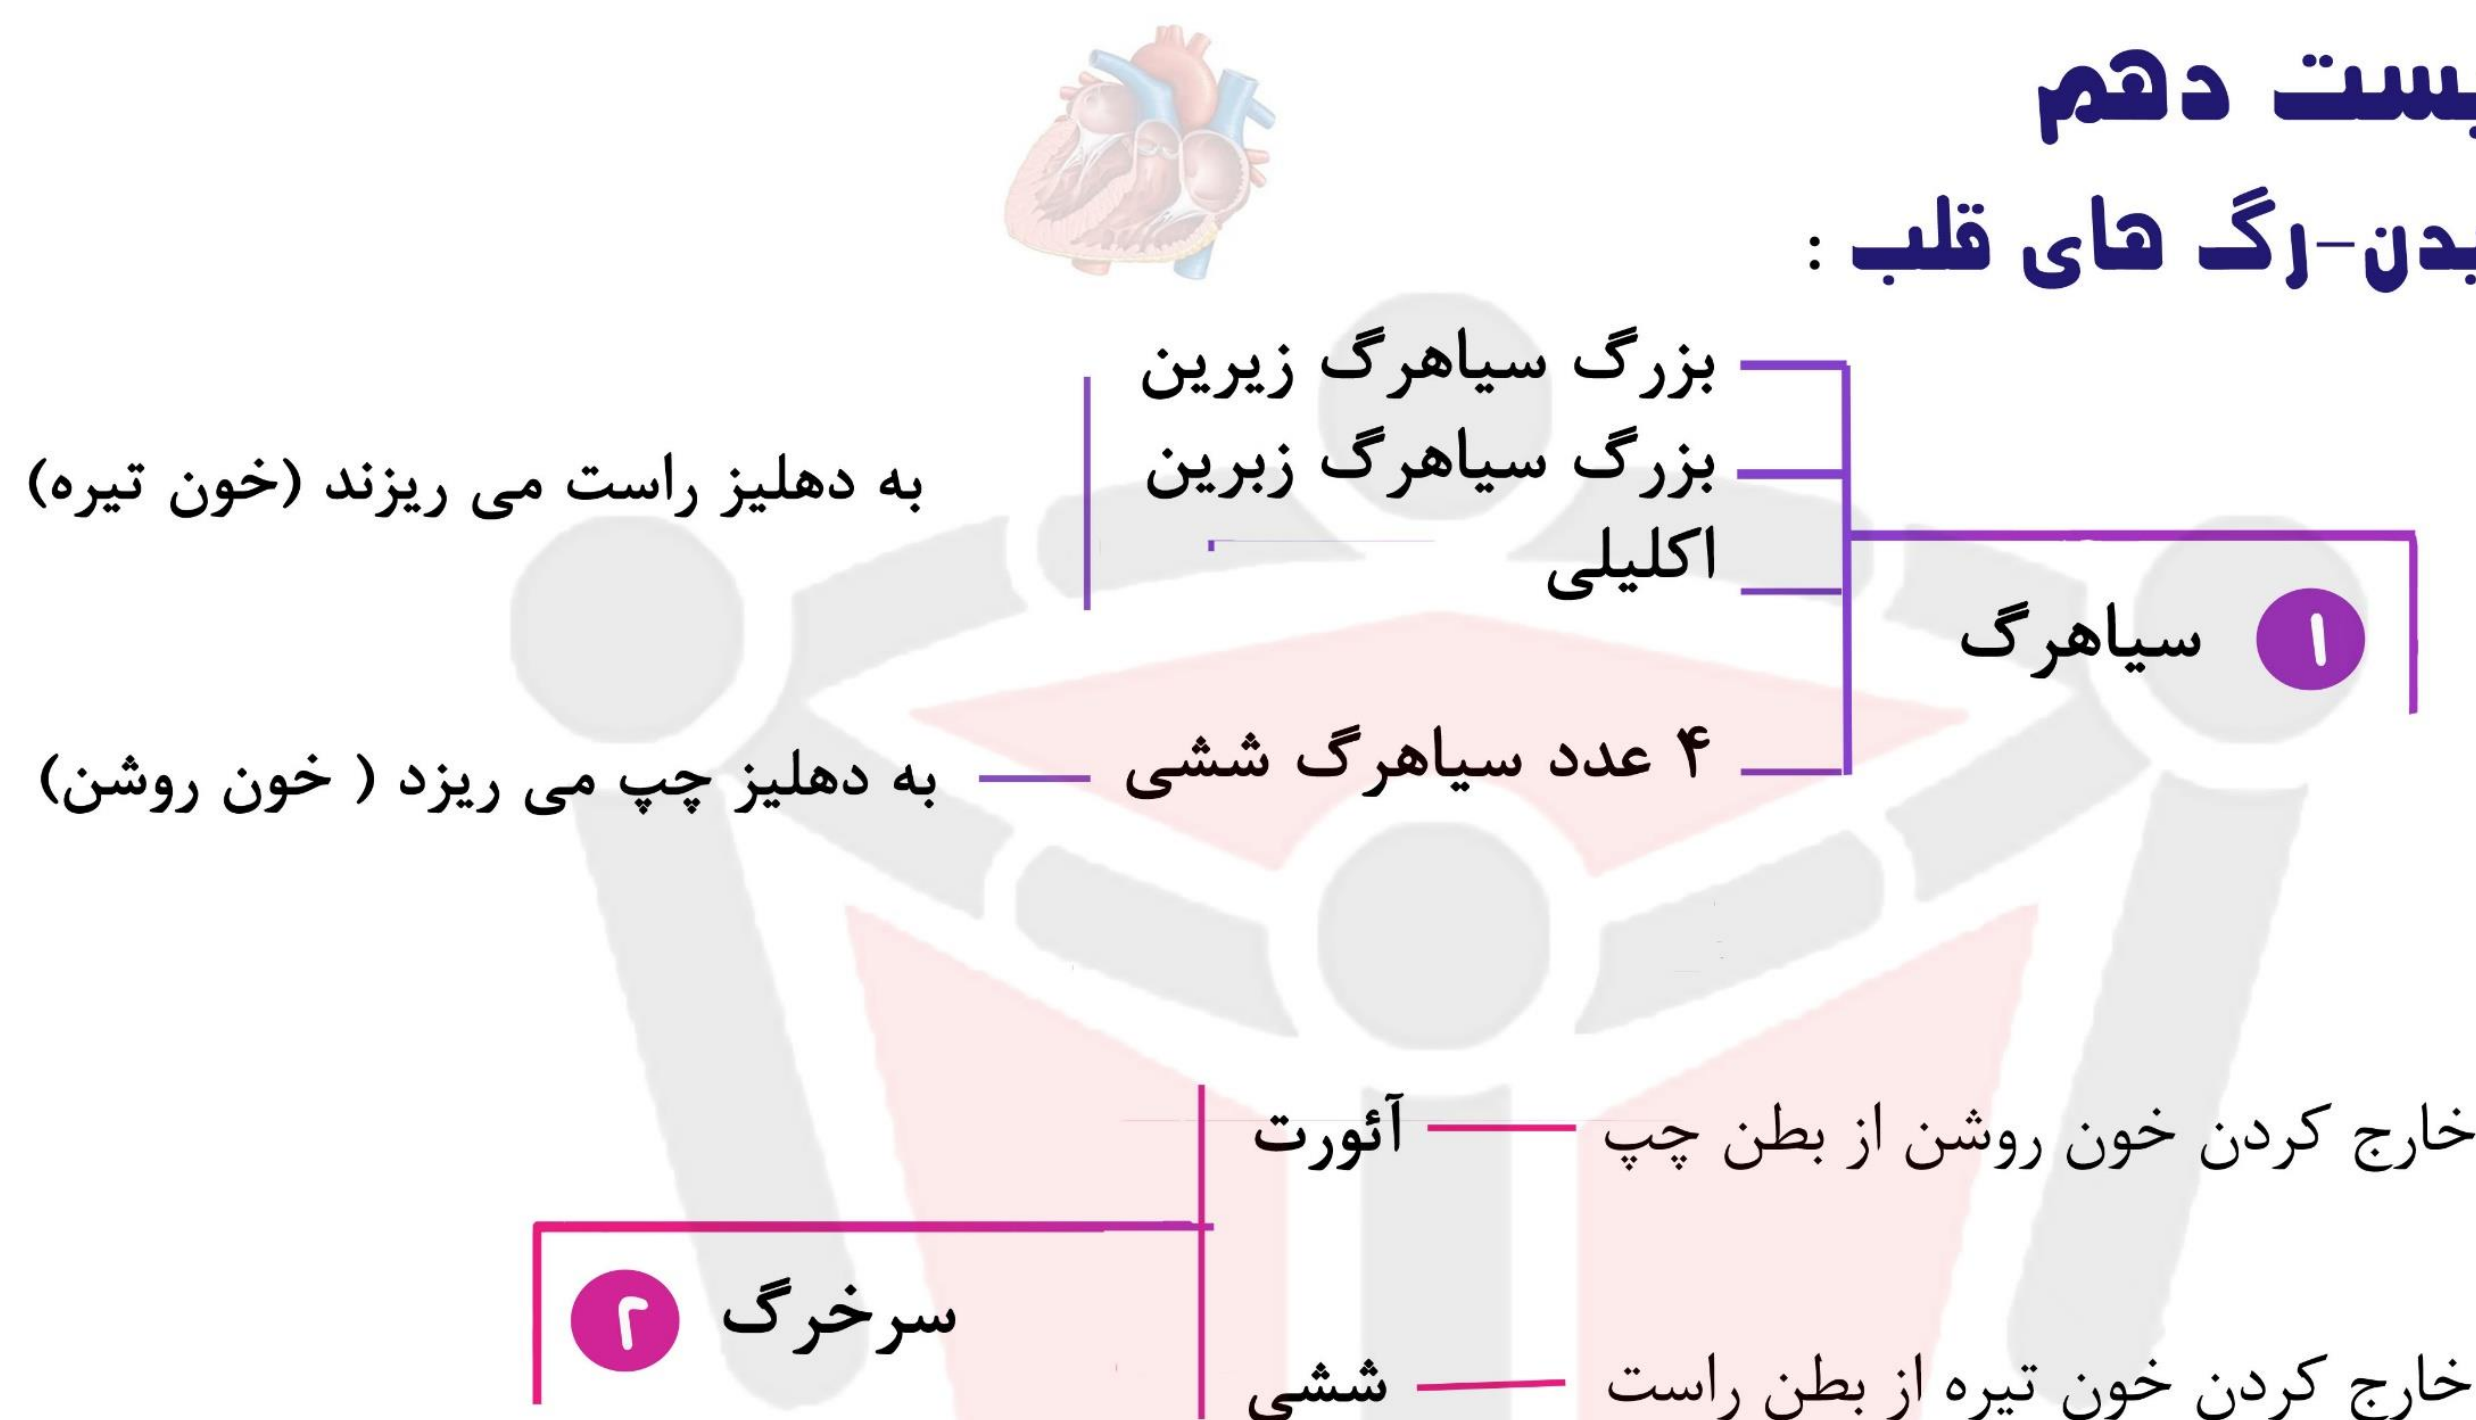 دهم
رگ های قلب :
بزرگ سیاهرگ زیرین
بزرگ سیاهرگ زبرین
اکلیلی
به دهلیز راست می ریزند (خون تیره)
۱ سیاهرگ
۴ عدد سیاهرگ ششی
به دهلیز چپ می ریزد ( خون روشن)
خارج کردن خون روشن از بطن چپ
آئورت
۲ سرخرگ
خارج کردن خون تیره از بطن راست
ششی